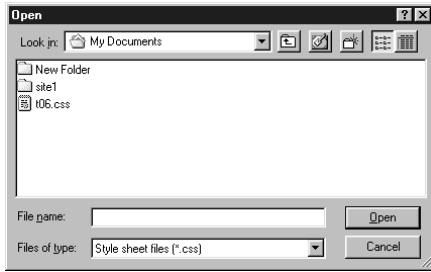 Open
Look in: My Documents
New Folder
site1
t06.css
File name: Open
Files of type: Style sheet files (*.css) Cancel